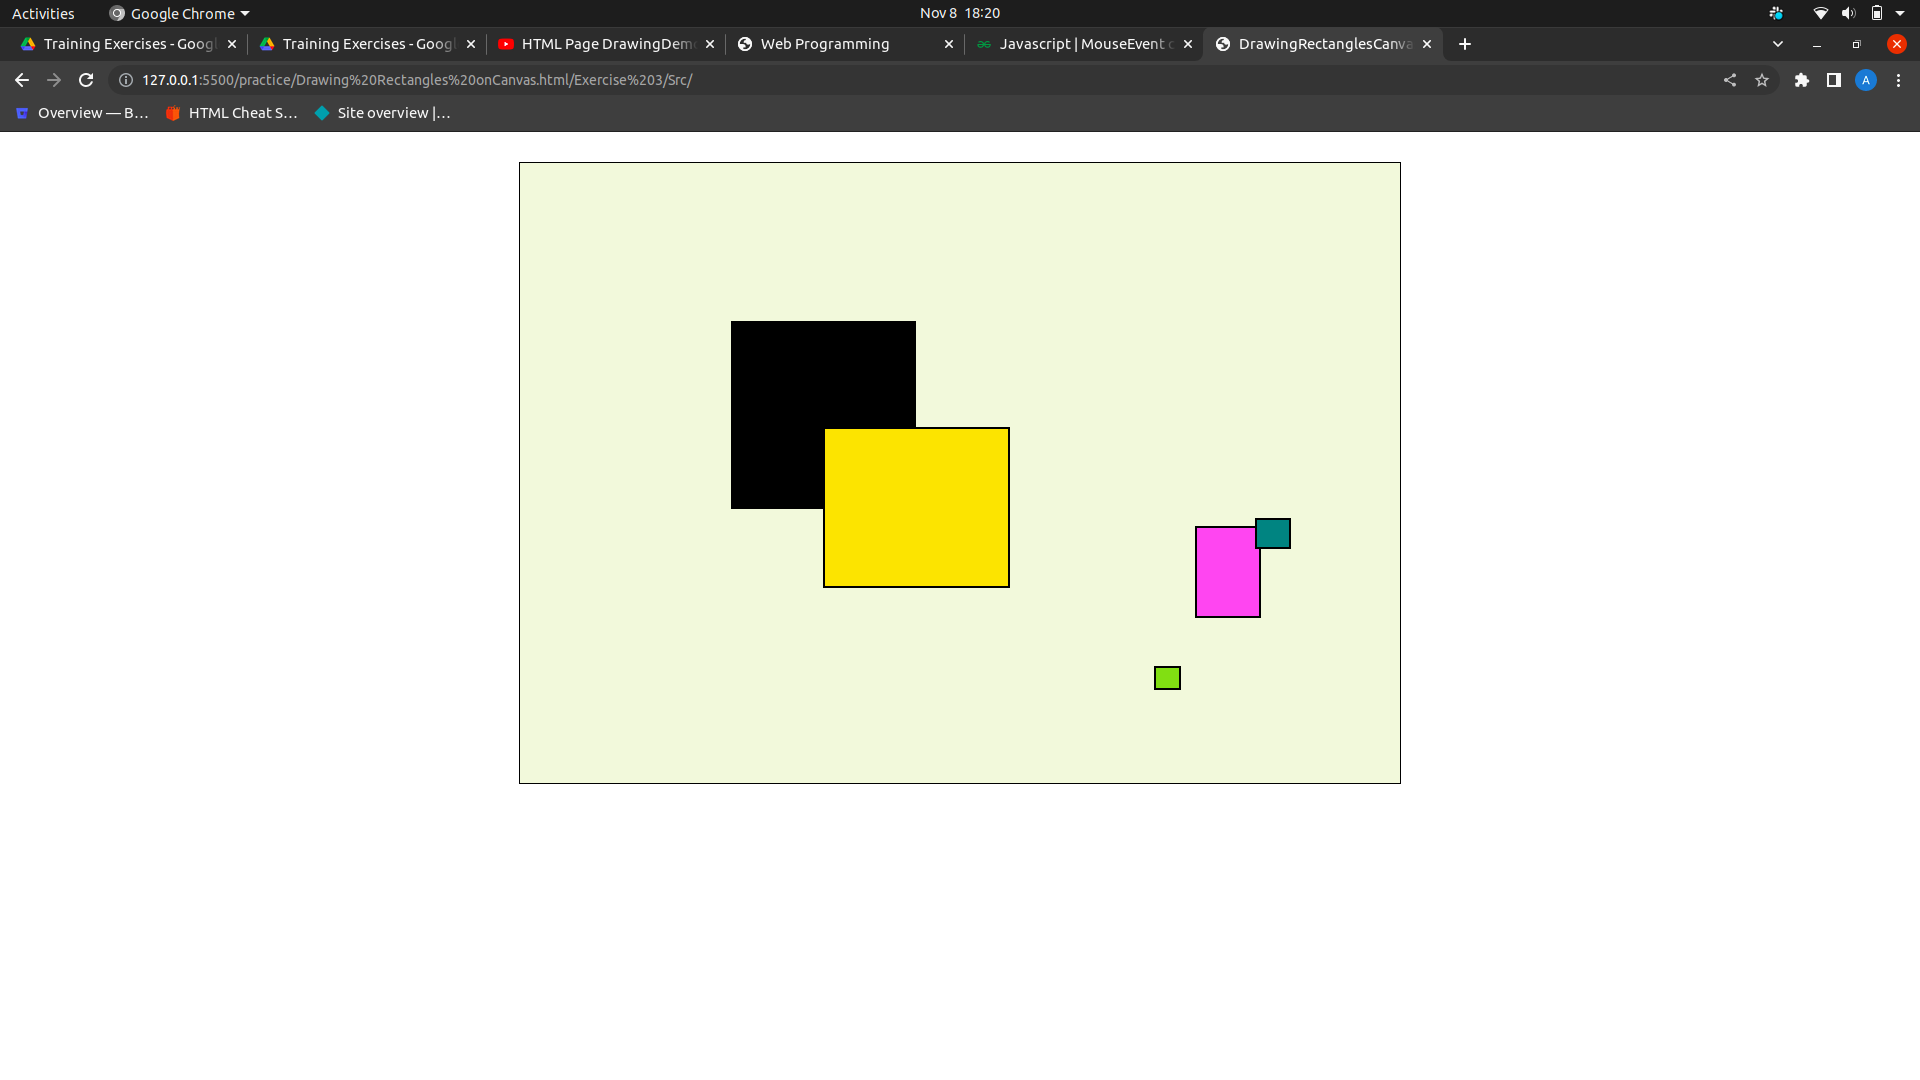 Activities Google Chrome Nov 8 18:20
Training Exercises - Googl Training Exercises - Googl HTML Page DrawingDem Web Programming Javascript | MouseEvent c DrawingRectanglesCanva
127.0.0.1:5500/practice/Drawing%20Rectangles%20onCanvas.html/Exercise%203/Src/ A
Overview — B... HTML Cheat S... Site overview |...